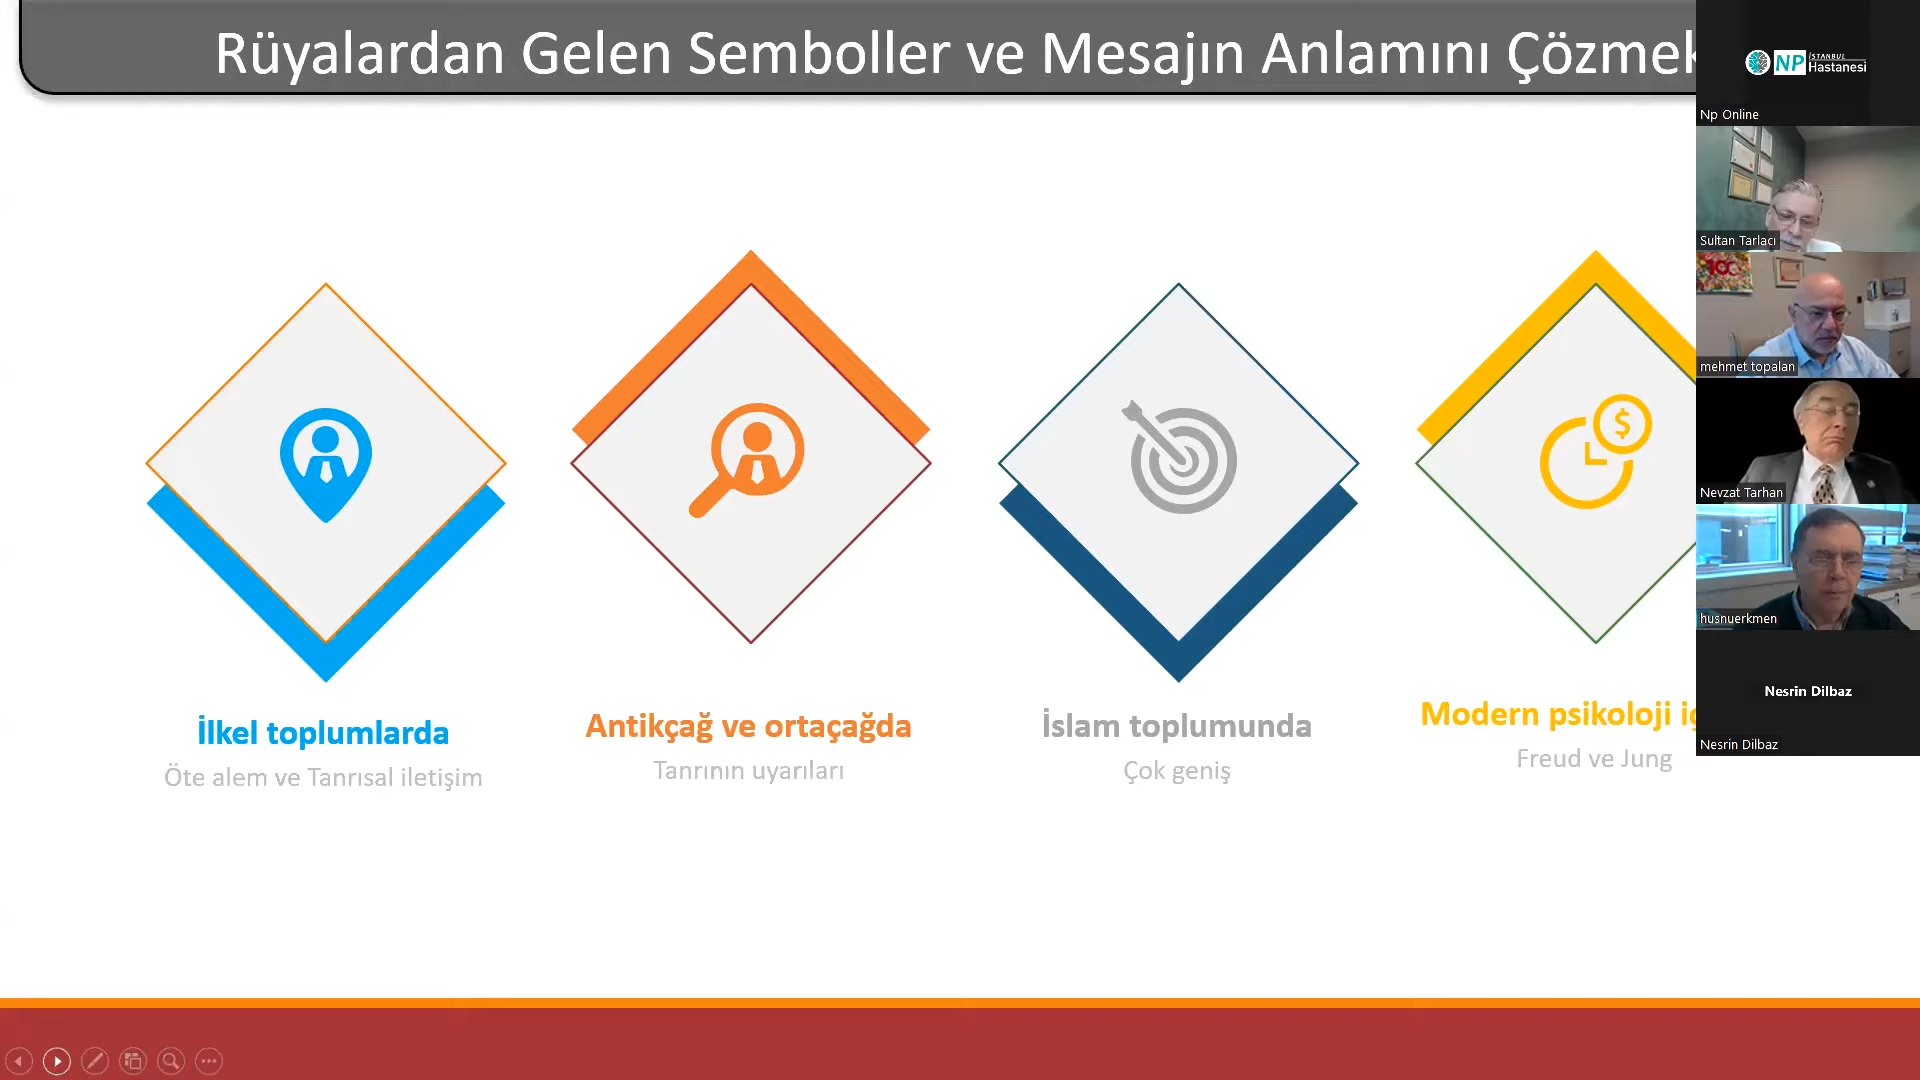 Rüyalardan Gelen Semboller ve Mesajın Anlamını Çözmek
İlkel toplumlarda
Öte alem ve Tanrısal iletişim
Antikçağ ve ortaçağda
Tanrının uyarıları
İslam toplumunda
Çok geniş
Modern psikoloji iç
Freud ve Jung
$
NP İSTANBUL
Hastanesi
Np Online
Sultan Tarlacı
mehmet topalan
Nevzat Tarhan
husnuerkmen
Nesrin Dilbaz
Nesrin Dilbaz